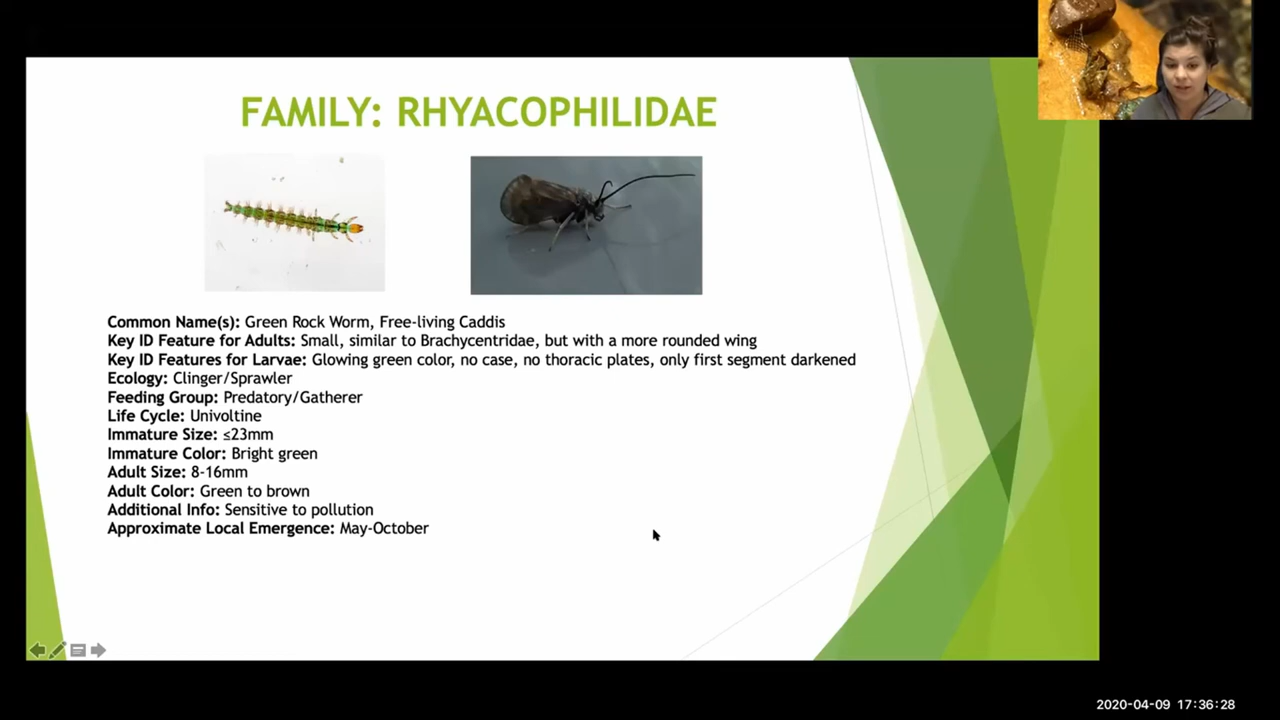 FAMILY: RHYACOPHILIDAE
Common Name(s): Green Rock Worm, Free-living Caddis
Key ID Feature for Adults: Small, similar to Brachycentridae, but with a more rounded wing
Key ID Features for Larvae: Glowing green color, no case, no thoracic plates, only first segment darkened
Ecology: Clinger/Sprawler
Feeding Group: Predatory/Gatherer
Life Cycle: Univoltine
Immature Size: ≤23mm
Immature Color: Bright green
Adult Size: 8-16mm
Adult Color: Green to brown
Additional Info: Sensitive to pollution
Approximate Local Emergence: May-October
2020-04-09 17:36:28